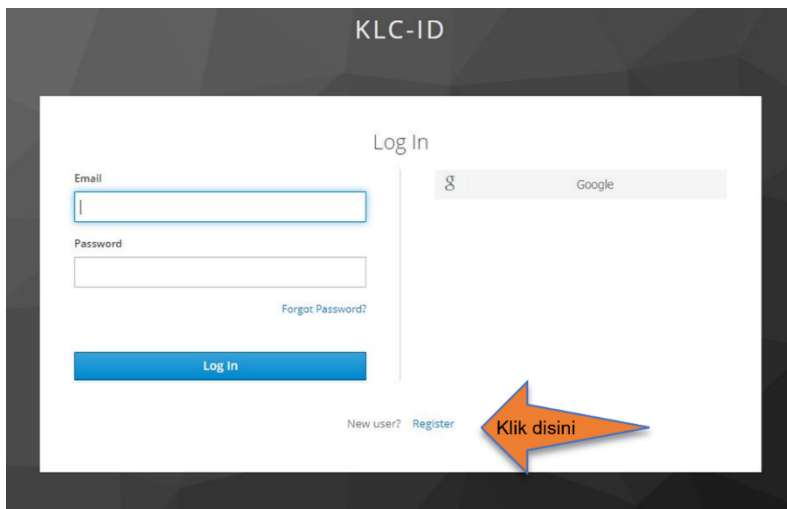 KLC-ID
Log In
Email
Password
Forgot Password?
Log In
Google
New user? Register
Klik disini